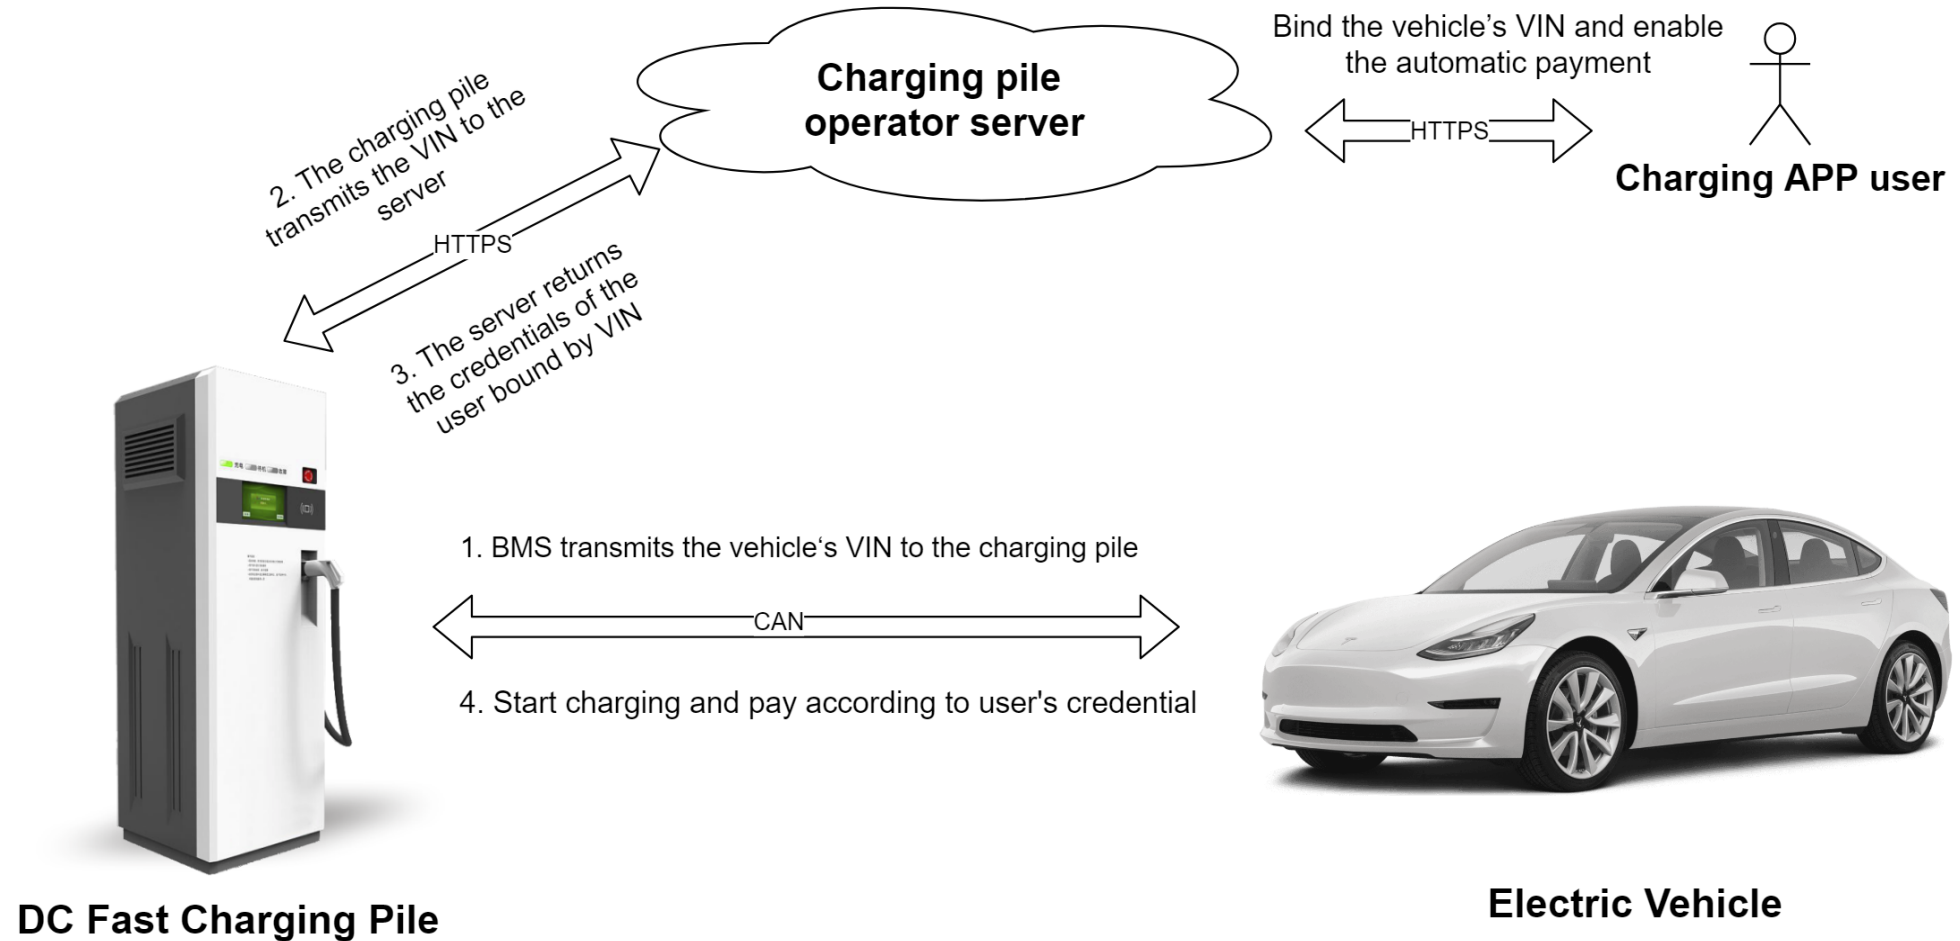 Charging pile
operator server
Bind the vehicle’s VIN and enable
the automatic payment
HTTPS
Charging APP user
2. The charging pile
transmits the VIN to the
server
HTTPS
3. The server returns
the credentials of the
user bound by VIN
1. BMS transmits the vehicle‘s VIN to the charging pile
CAN
4. Start charging and pay according to user's credential
DC Fast Charging Pile
Electric Vehicle